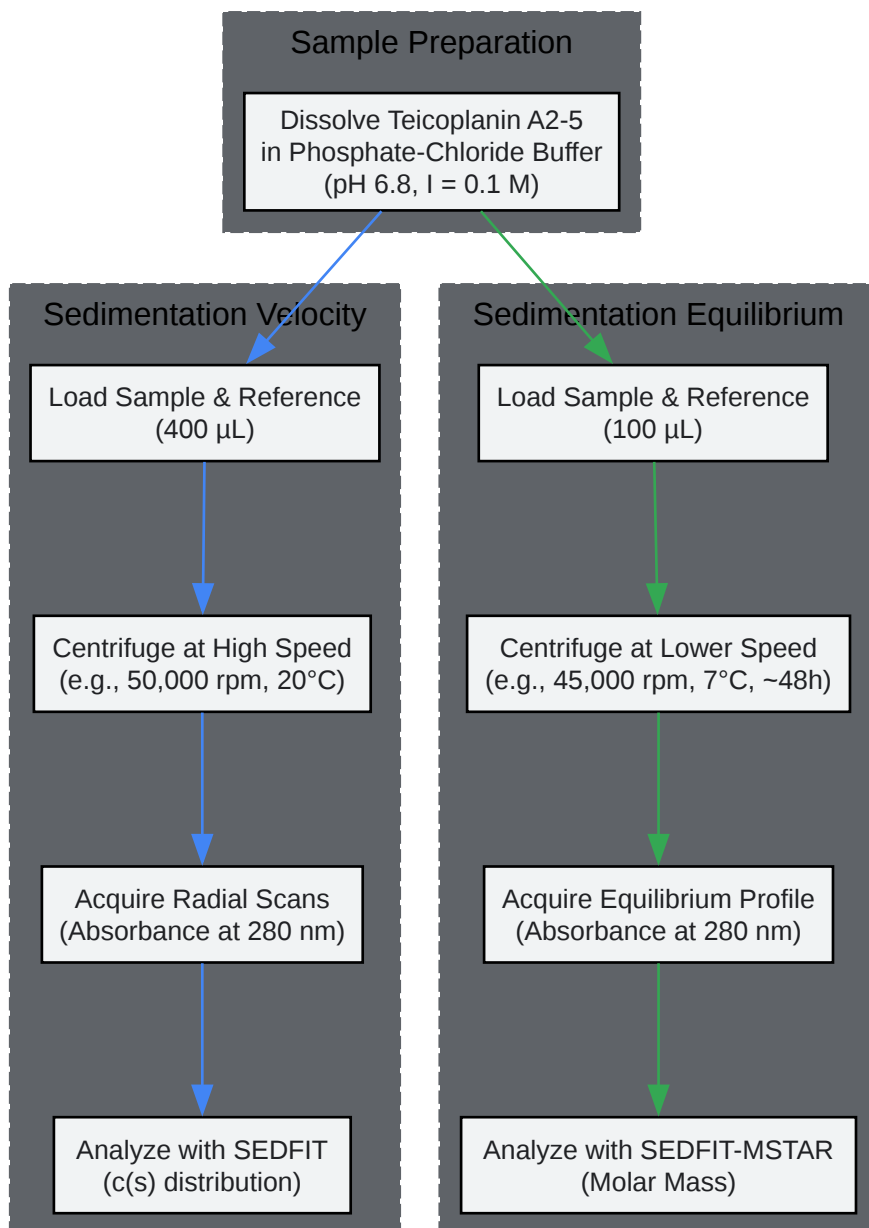 Sample Preparation
Dissolve Teicoplanin A2-5
in Phosphate-Chloride Buffer
(pH 6.8, I = 0.1 M)
Sedimentation Velocity
Load Sample & Reference
(400 µL)
Centrifuge at High Speed
(e.g., 50,000 rpm, 20°C)
Acquire Radial Scans
(Absorbance at 280 nm)
Analyze with SEDFIT
(c(s) distribution)
Sedimentation Equilibrium
Load Sample & Reference
(100 µL)
Centrifuge at Lower Speed
(e.g., 45,000 rpm, 7°C, ~48h)
Acquire Equilibrium Profile
(Absorbance at 280 nm)
Analyze with SEDFIT-MSTAR
(Molar Mass)